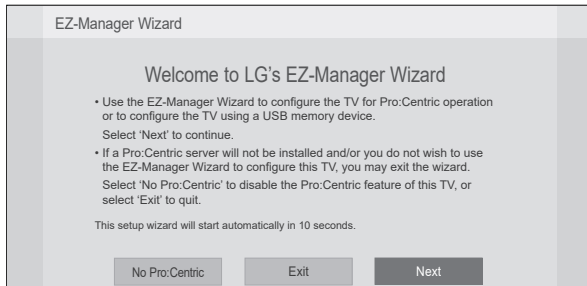 EZ-Manager Wizard
Welcome to LG's EZ-Manager Wizard
• Use the EZ-Manager Wizard to configure the TV for Pro:Centric operation
or to configure the TV using a USB memory device.
Select ‘Next’ to continue.
• If a Pro:Centric server will not be installed and/or you do not wish to use
the EZ-Manager Wizard to configure this TV, you may exit the wizard.
Select ‘No Pro:Centric’ to disable the Pro:Centric feature of this TV, or
select ‘Exit’ to quit.
This setup wizard will start automatically in 10 seconds.
No Pro:Centric Exit Next